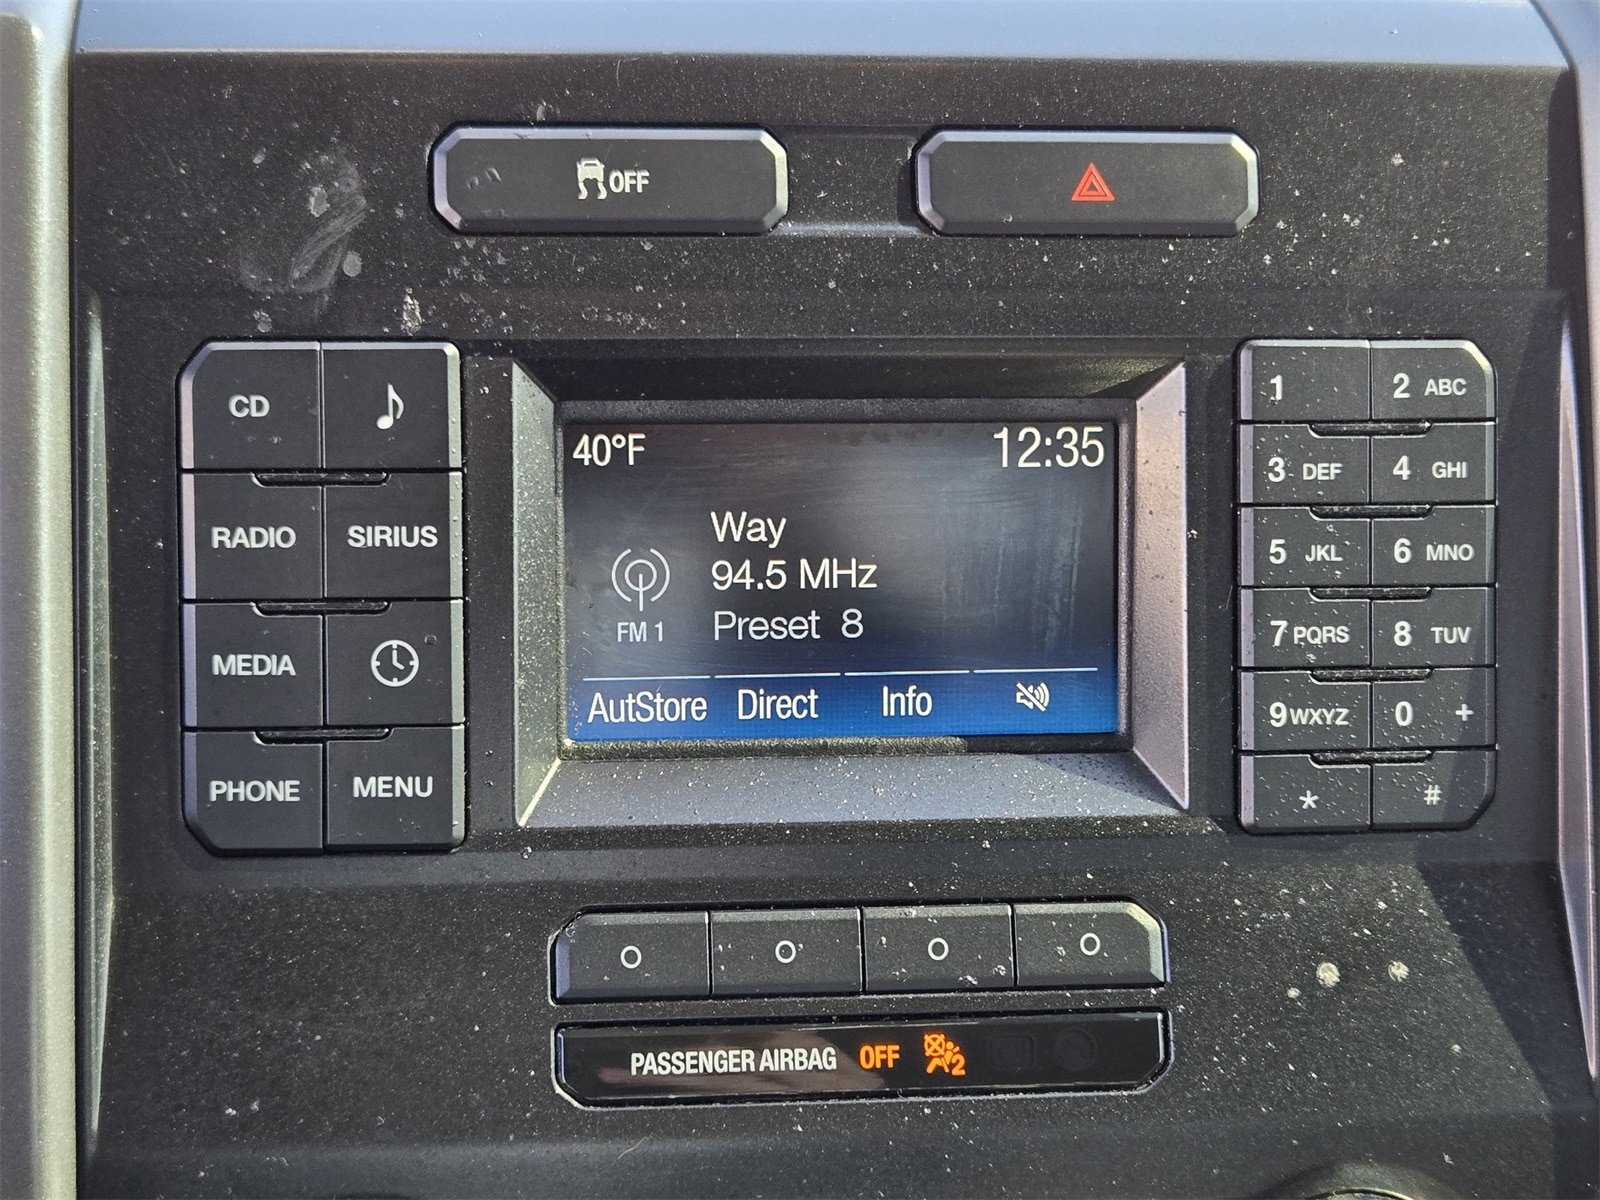 OFF
CD
RADIO SIRIUS
MEDIA
PHONE MENU
40°F 12:35
Way
94.5 MHz
FM 1
Preset 8
AutStore Direct Info
1 2 ABC
3 DEF 4 GHI
5 JKL 6 MNO
7 PQRS 8 TUV
9 WXYZ 0 +
* #
PASSENGER AIRBAG OFF 2